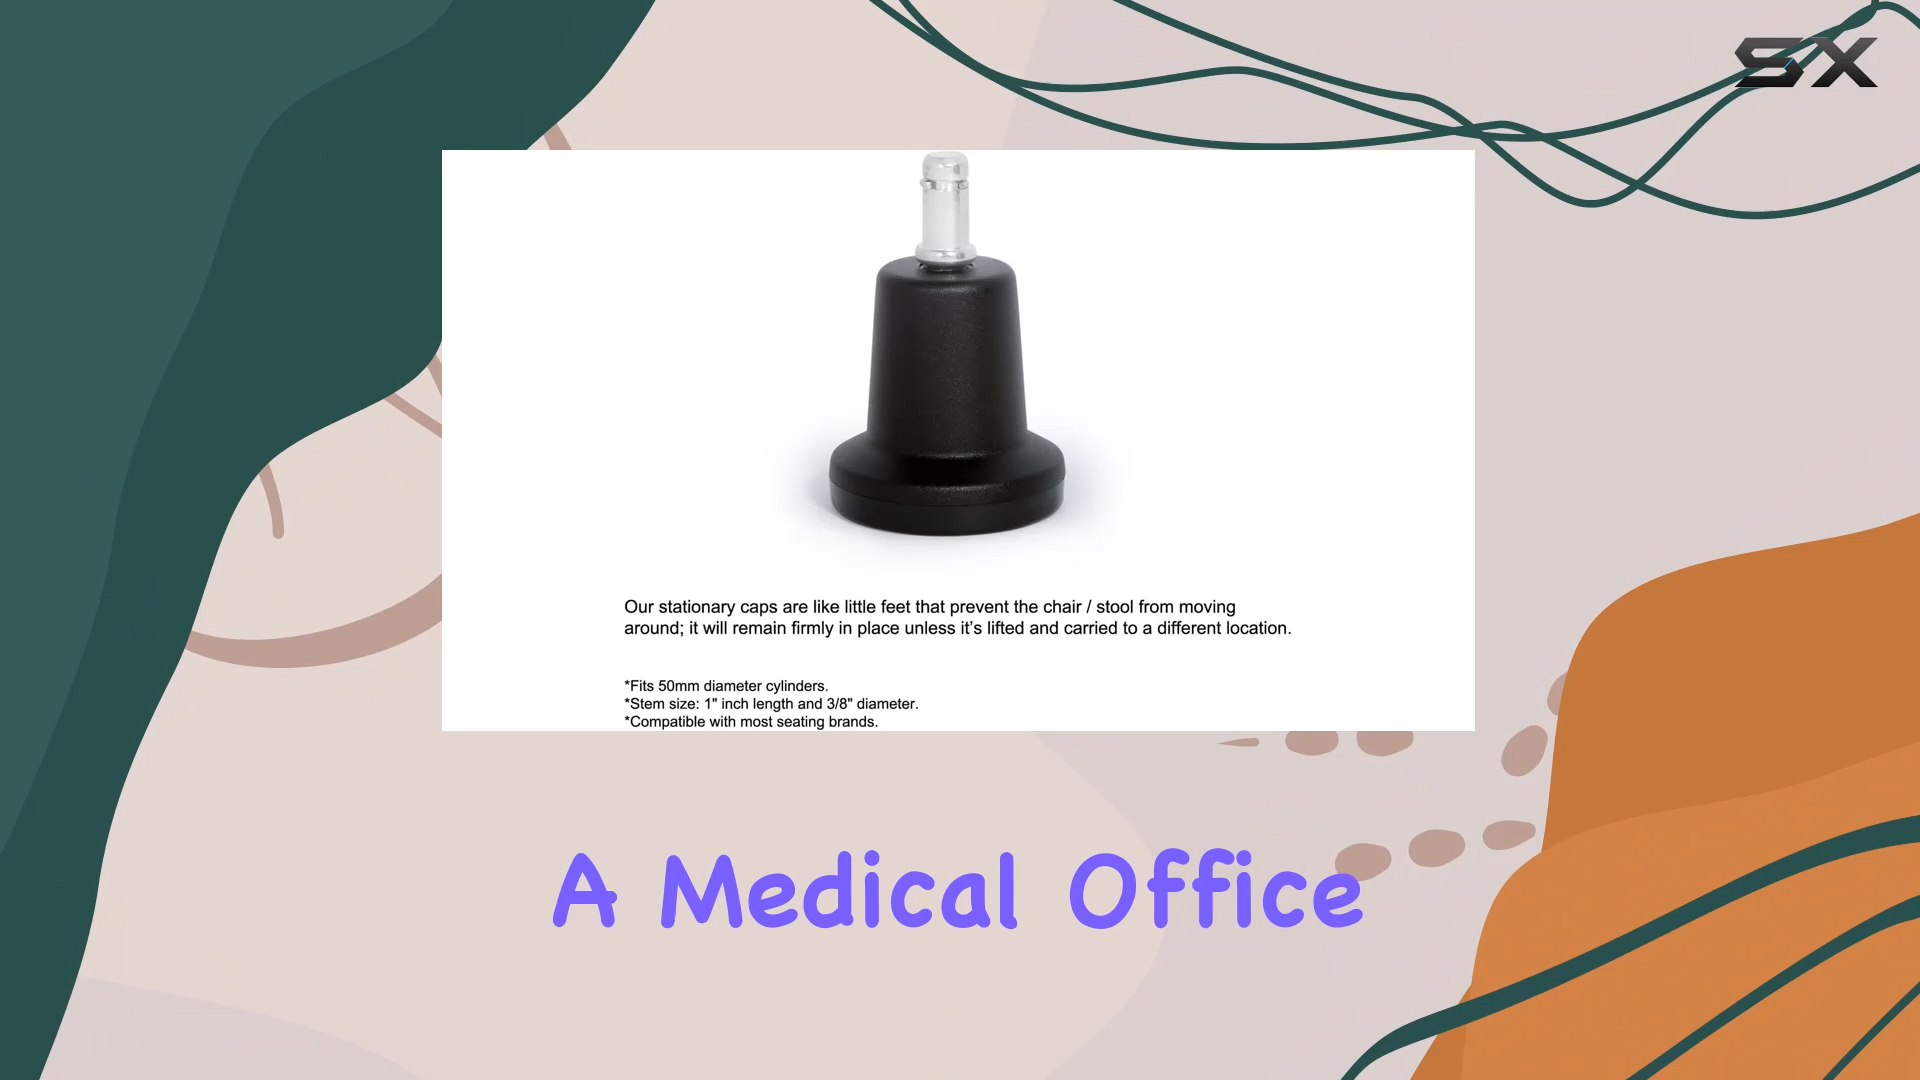 SX
Our stationary caps are like little feet that prevent the chair / stool from moving
around; it will remain firmly in place unless it’s lifted and carried to a different location.
*Fits 50mm diameter cylinders.
*Stem size: 1" inch length and 3/8" diameter.
*Compatible with most seating brands.
A Medical Office